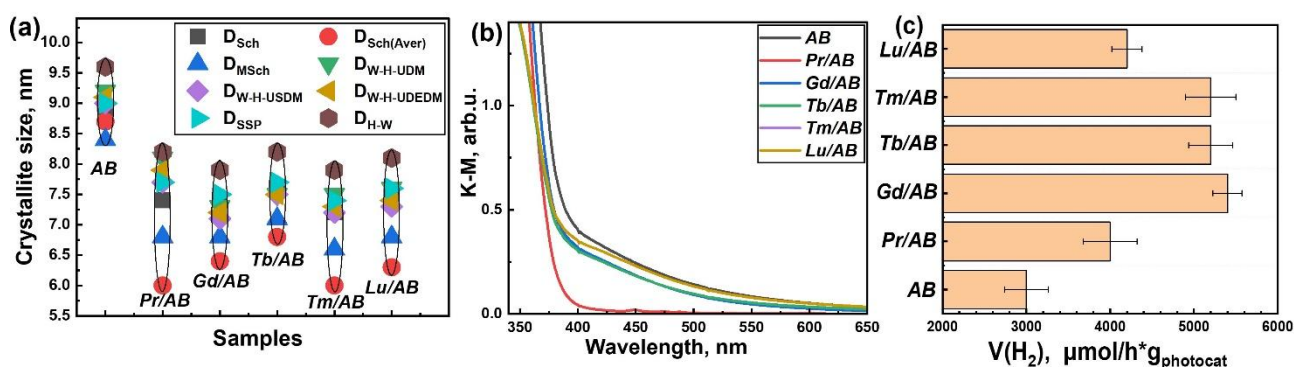 (a)
10.0
9.5
9.0
8.5
8.0
7.5
7.0
6.5
6.0
5.5
Crystallite size, nm
D_Sch
D_Sch(Aver)
D_MSch
D_W-H-UDM
D_W-H-USDM
D_W-H-UDEDM
D_SSP
D_H-W
AB
Pr/AB
Gd/AB
Tb/AB
Tm/AB
Lu/AB
Samples
(b)
1.0
0.5
0.0
K-M, arb.u.
AB
Pr/AB
Gd/AB
Tb/AB
Tm/AB
Lu/AB
350 400 450 500 550 600 650
Wavelength, nm
(c)
Lu/AB
Tm/AB
Tb/AB
Gd/AB
Pr/AB
AB
2000 3000 4000 5000 6000
V(H₂), µmol/h*g_photocat